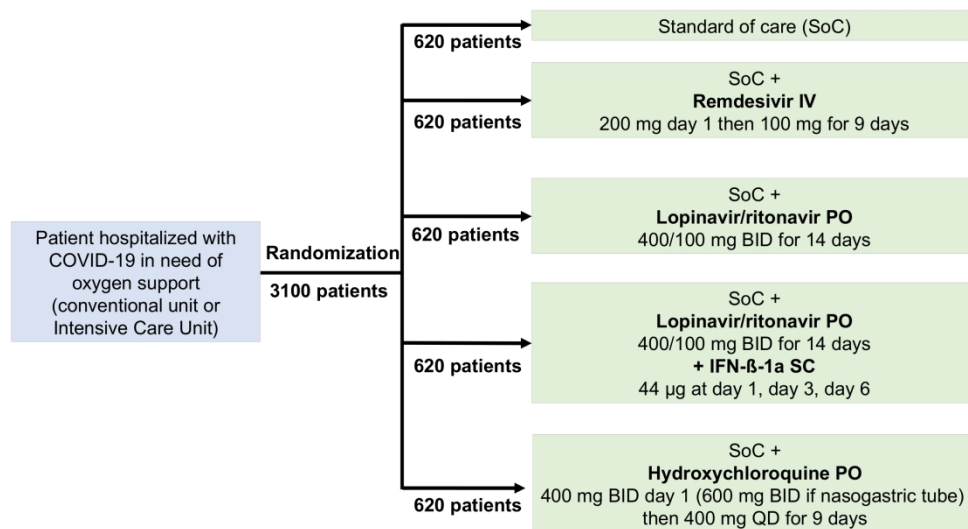 Patient hospitalized with
COVID-19 in need of
oxygen support
(conventional unit or
Intensive Care Unit)
Randomization
3100 patients
620 patients
Standard of care (SoC)
620 patients
SoC +
Remdesivir IV
200 mg day 1 then 100 mg for 9 days
620 patients
SoC +
Lopinavir/ritonavir PO
400/100 mg BID for 14 days
620 patients
SoC +
Lopinavir/ritonavir PO
400/100 mg BID for 14 days
+ IFN-ß-1a SC
44 µg at day 1, day 3, day 6
620 patients
SoC +
Hydroxychloroquine PO
400 mg BID day 1 (600 mg BID if nasogastric tube)
then 400 mg QD for 9 days